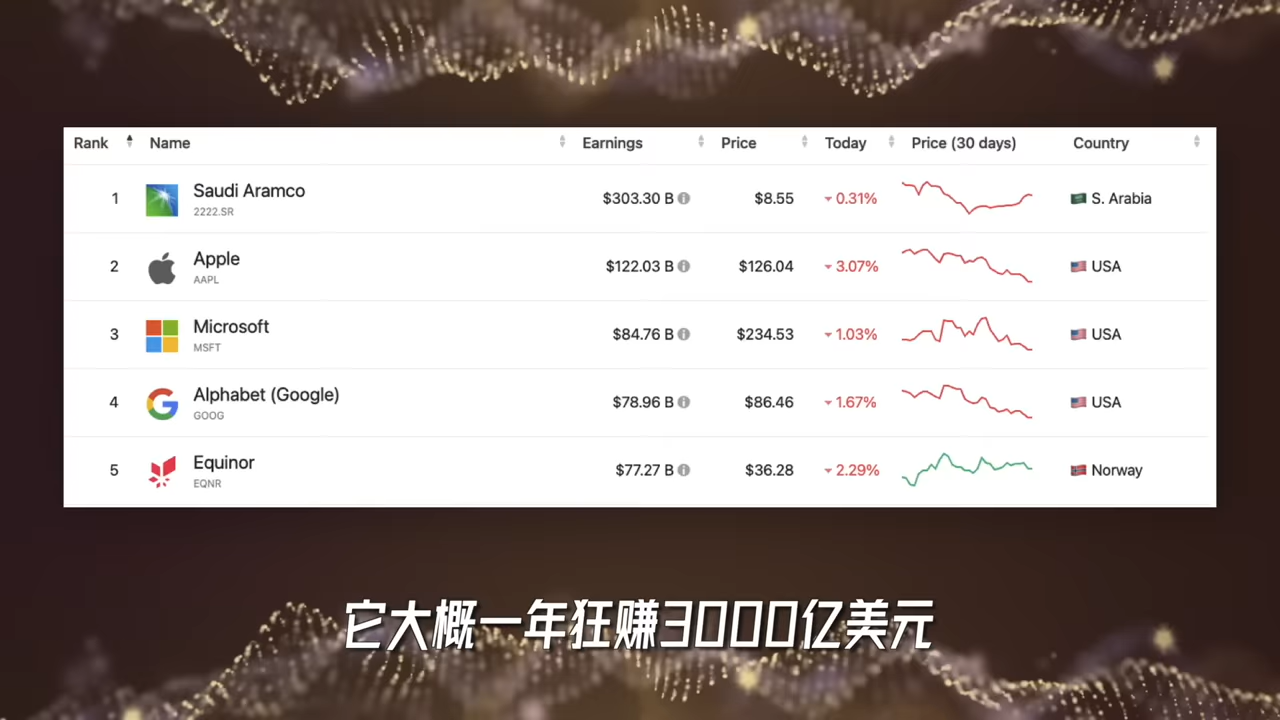 Rank Name Earnings Price Today Price (30 days) Country
1 Saudi Aramco 2222.SR $303.30 B $8.55 0.31% S. Arabia
2 Apple AAPL $122.03 B $126.04 3.07% USA
3 Microsoft MSFT $84.76 B $234.53 1.03% USA
4 Alphabet (Google) GOOG $78.96 B $86.46 1.67% USA
5 Equinor EQNR $77.27 B $36.28 2.29% Norway
它大概一年狂赚3000亿美元